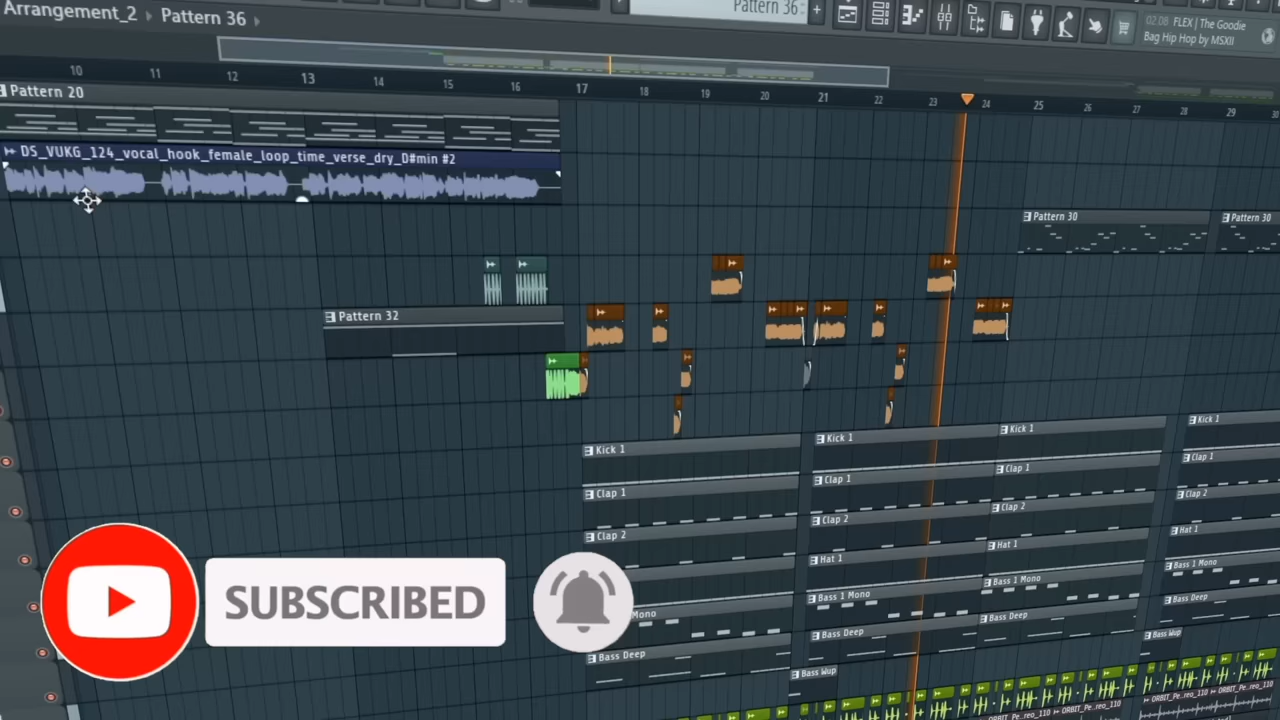 Arrangement_2 › Pattern 36 ›
Pattern 36
02.08 FLEX | The Goodie
Bag Hip Hop by MSXII
10 11 12 13 14 15 16 17 18 19 20 21 22 23 24 25 26 27 28 29 30
Pattern 20
DS_VUKG_124_vocal_hook_female_loop_time_verse_dry_D#min #2
Pattern 30 Pattern 30
Pattern 32
Kick 1 Kick 1 Kick 1 Kick 1
Clap 1 Clap 1 Clap 1 Clap 1
Clap 2 Clap 2 Clap 2 Clap 2
Hat 1 Hat 1 Hat 1
Mono Bass 1 Mono Bass 1 Mono Bass 1 Mono
Bass Deep Bass Deep Bass Deep Bass Deep
Bass Wup Bass Wup
SUBSCRIBED